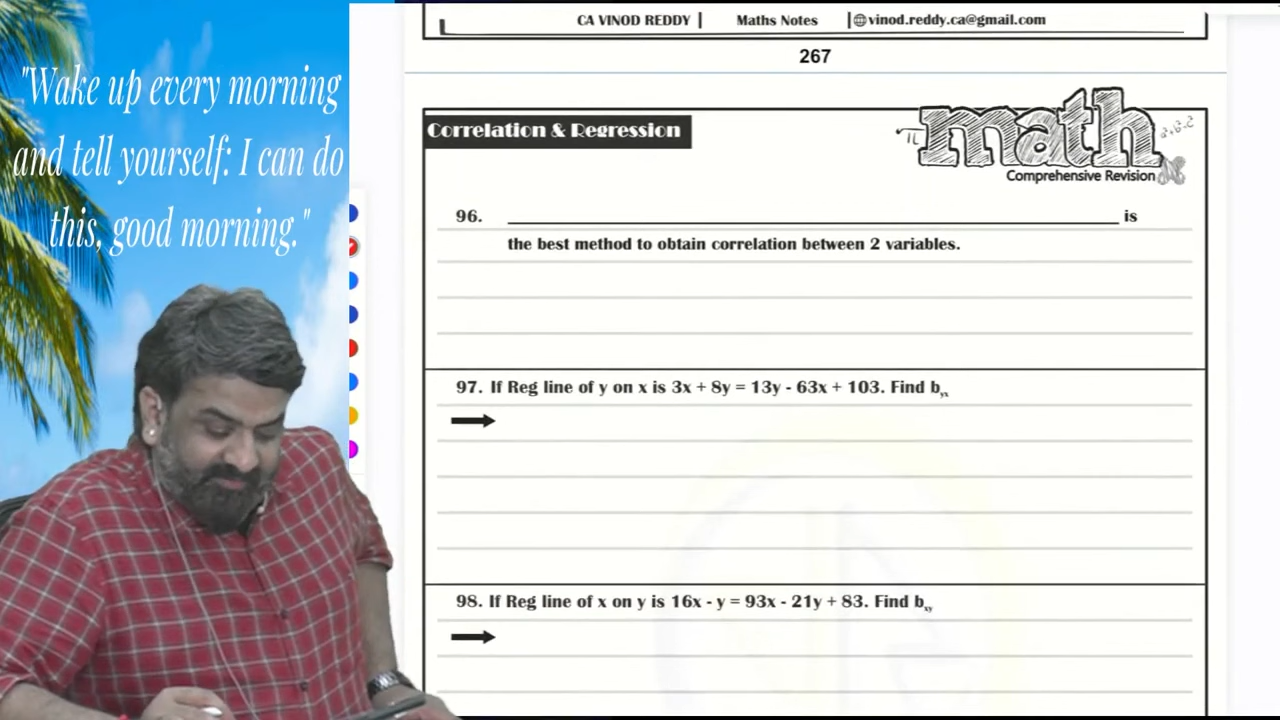 "Wake up every morning
and tell yourself: I can do
this, good morning."
CA VINOD REDDY | Maths Notes | vinod.reddy.ca@gmail.com
267
Correlation & Regression
math
Comprehensive Revision
96. ______________________________ is
the best method to obtain correlation between 2 variables.
97. If Reg line of y on x is 3x + 8y = 13y - 63x + 103. Find b_yx
98. If Reg line of x on y is 16x - y = 93x - 21y + 83. Find b_xy